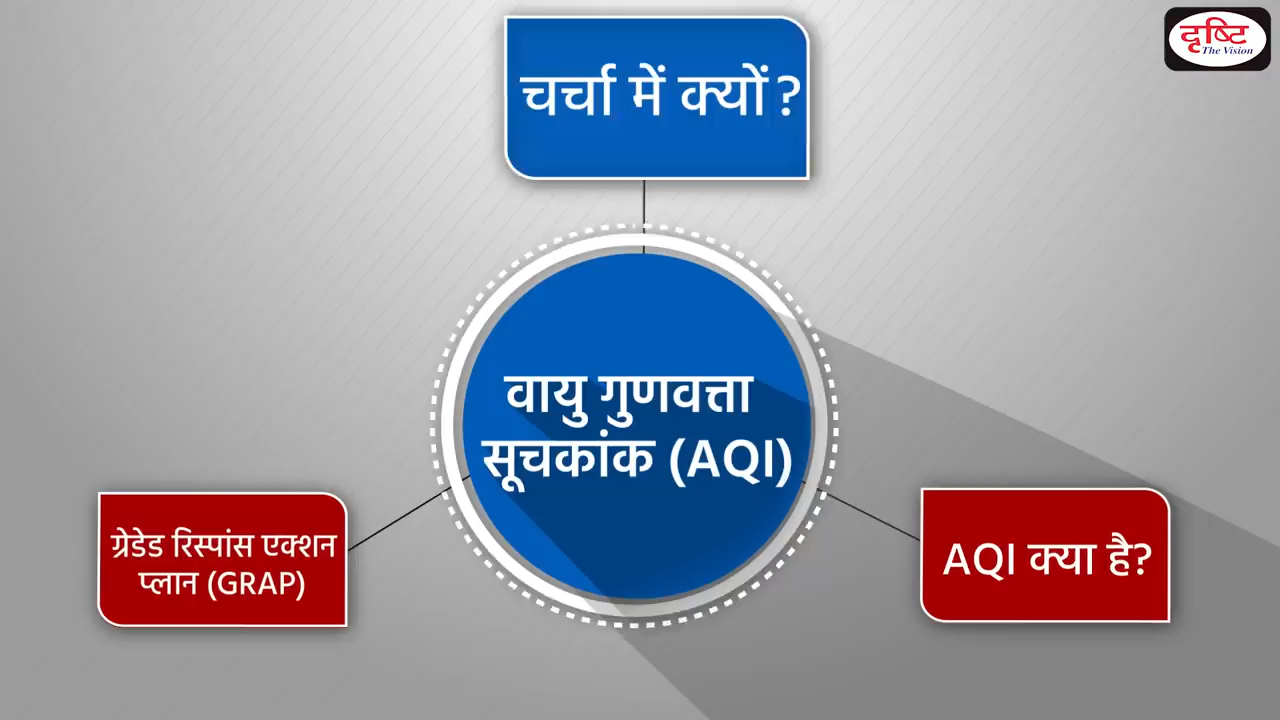 दृष्टि
The Vision
चर्चा में क्यों?
वायु गुणवत्ता
सूचकांक (AQI)
ग्रेडेड रिस्पांस एक्शन
प्लान (GRAP)
AQI क्या है?